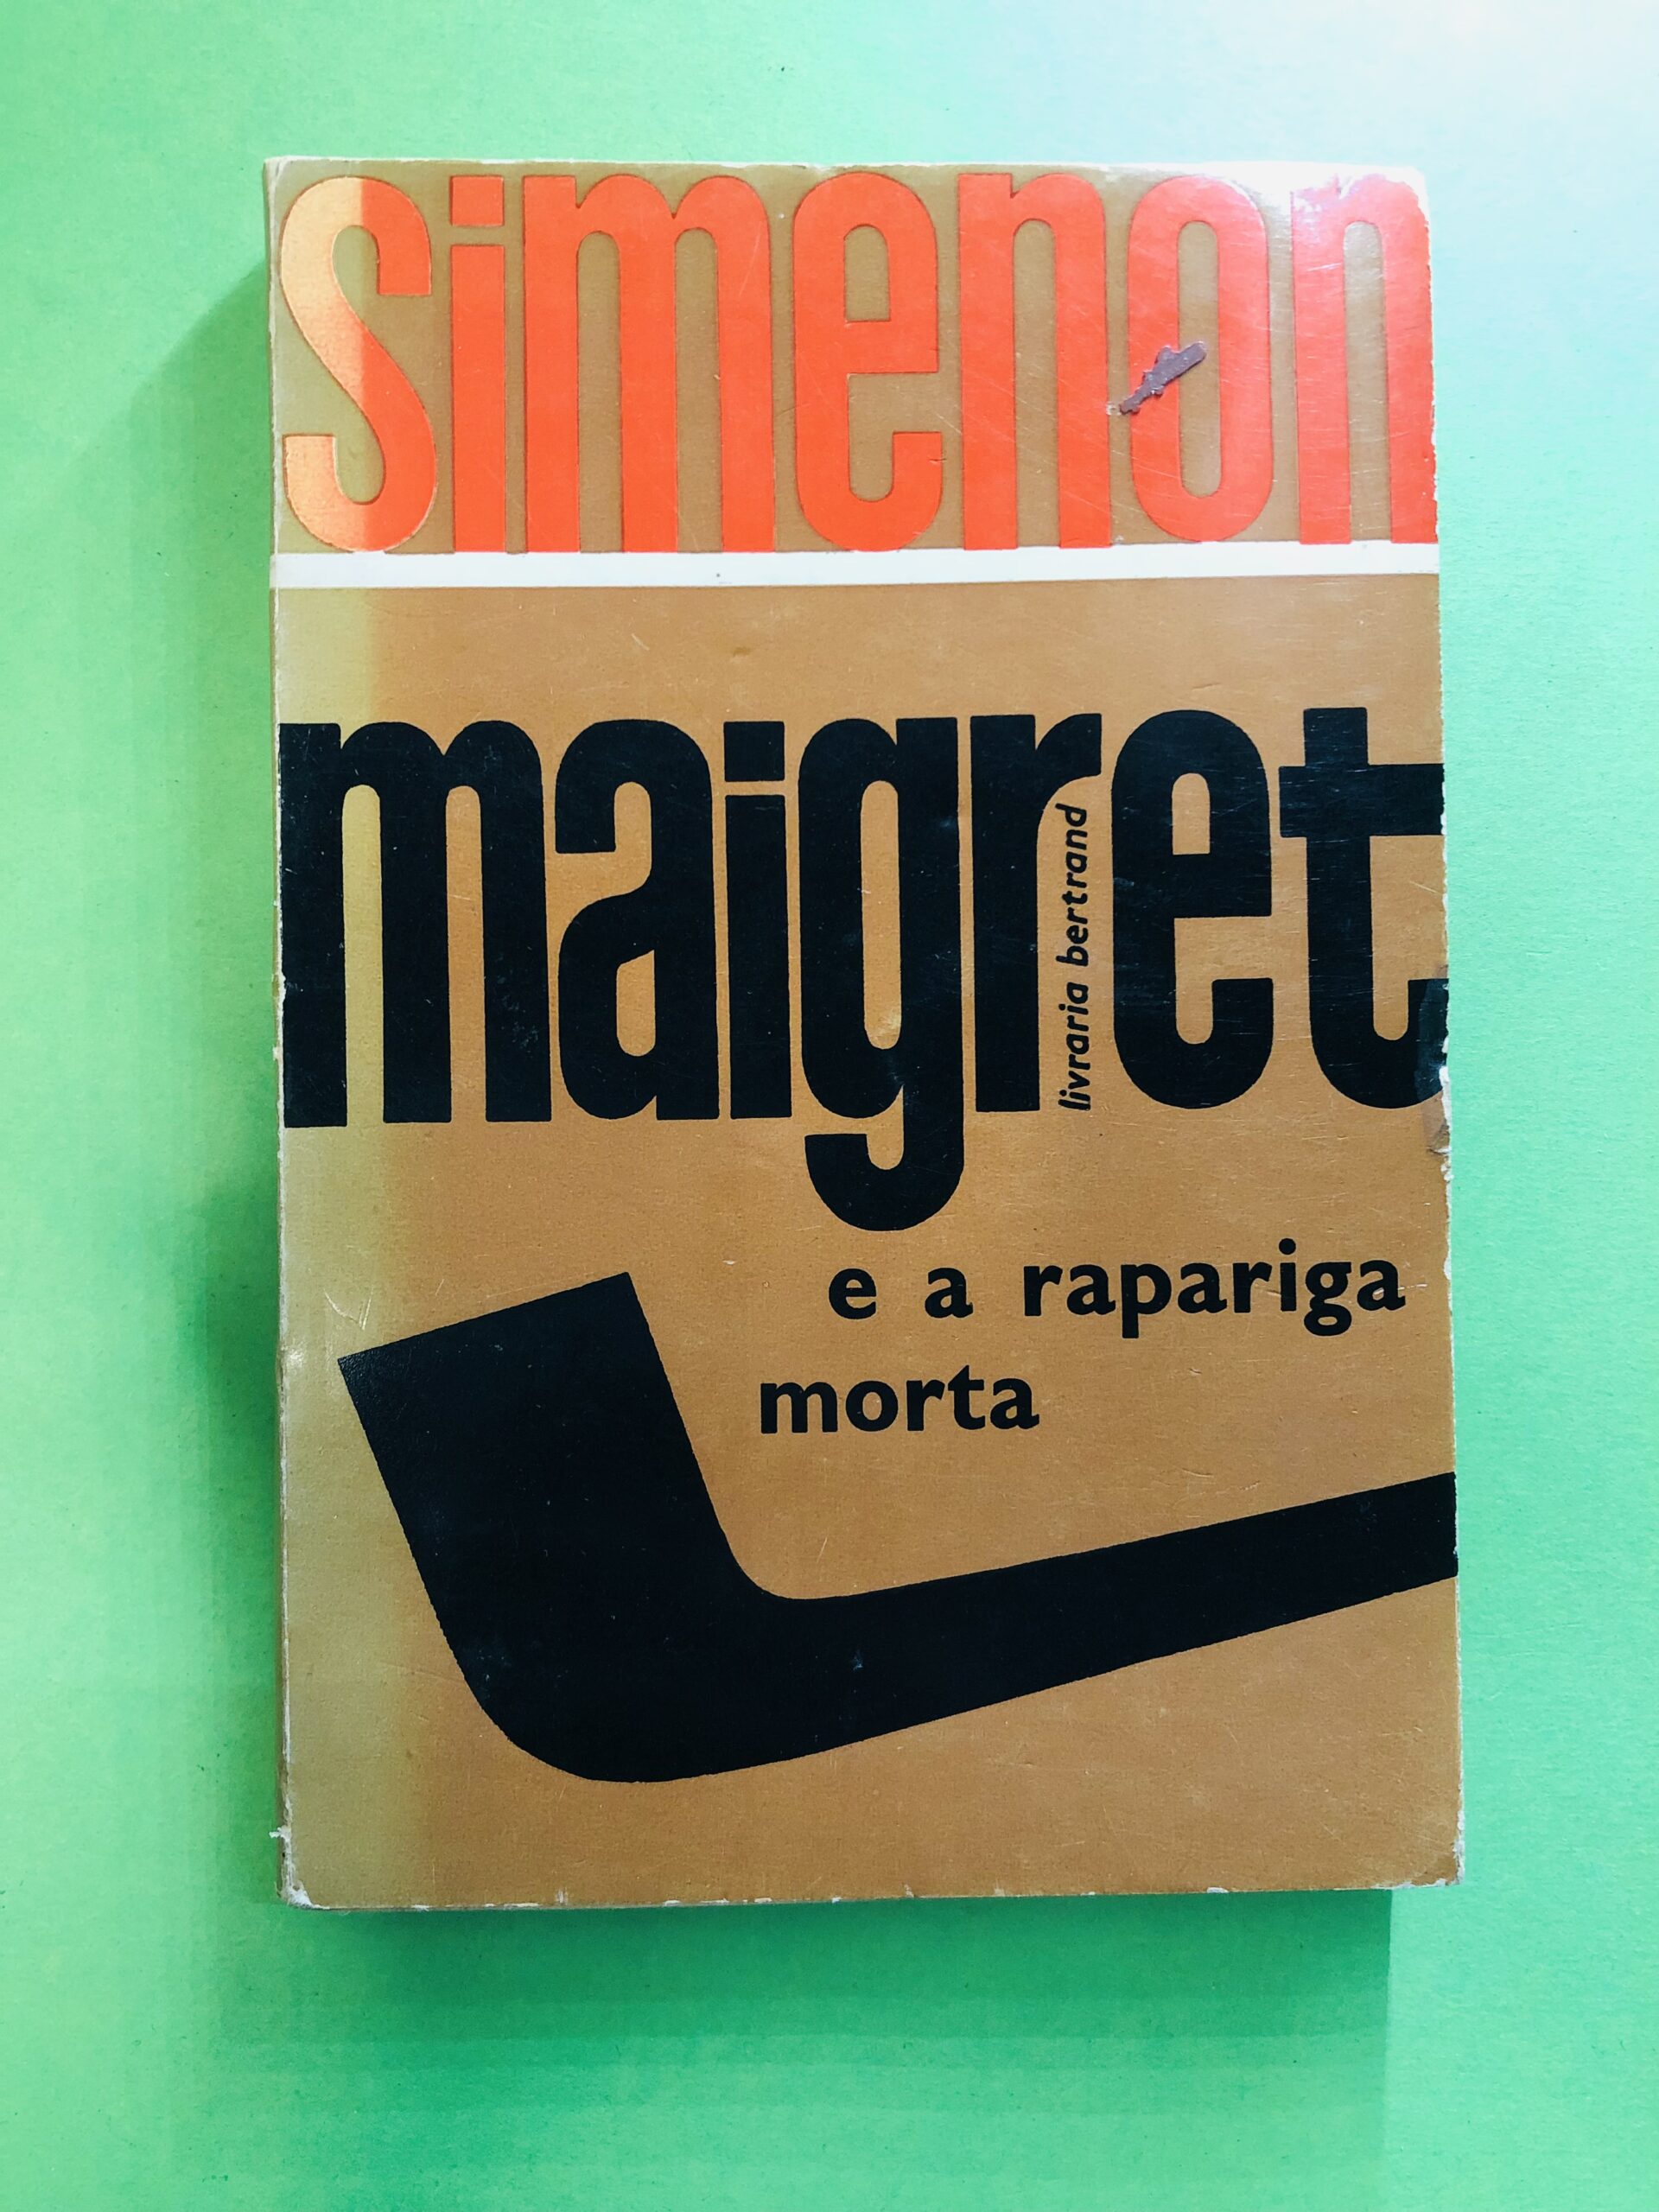 simenon
maigret
livraria bertrand
e a rapariga
morta